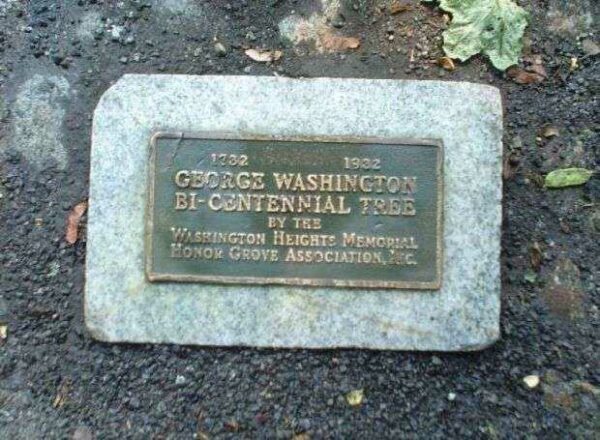 1732 1932
GEORGE WASHINGTON
BI-CENTENNIAL TREE
BY THE
WASHINGTON HEIGHTS MEMORIAL
HONOR GROVE ASSOCIATION, INC.